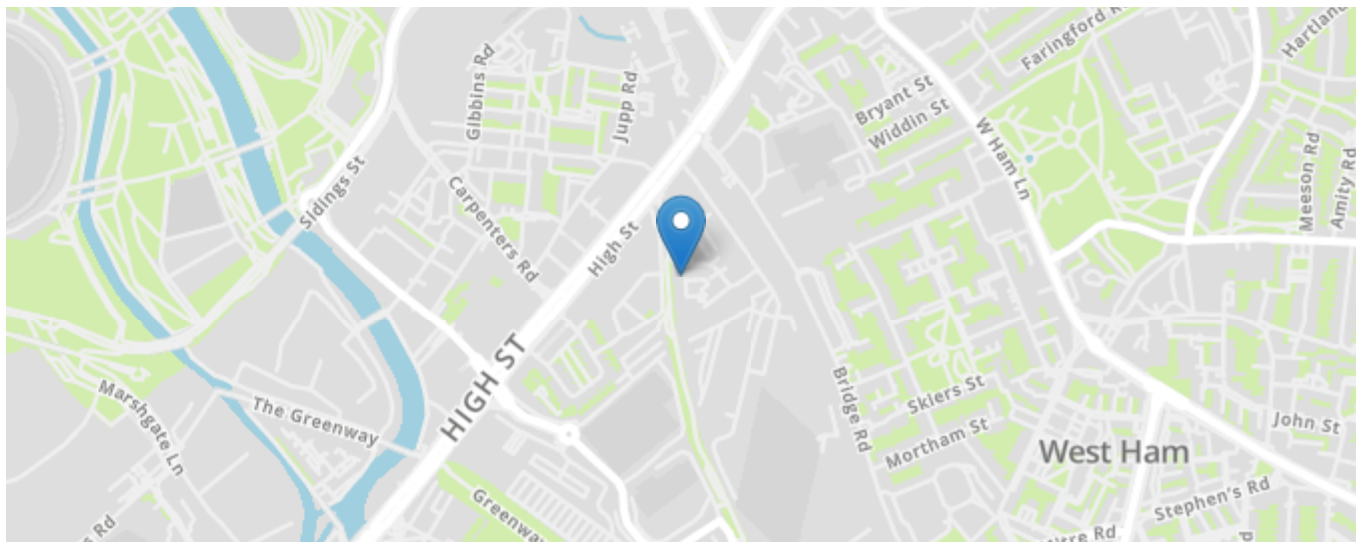 Faringford
Hartland
Gibbins Rd
Jupp Rd
Bryant St
Widdin St
W Ham Ln
Meeson Rd
Amity Rd
Sidings St
Carpenters Rd
High St
HIGH ST
Marshgate Ln
The Greenway
Bridge Rd
Skiers St
Mortham St
John St
West Ham
Stephen's Rd
Greenway
s Rd
Rd